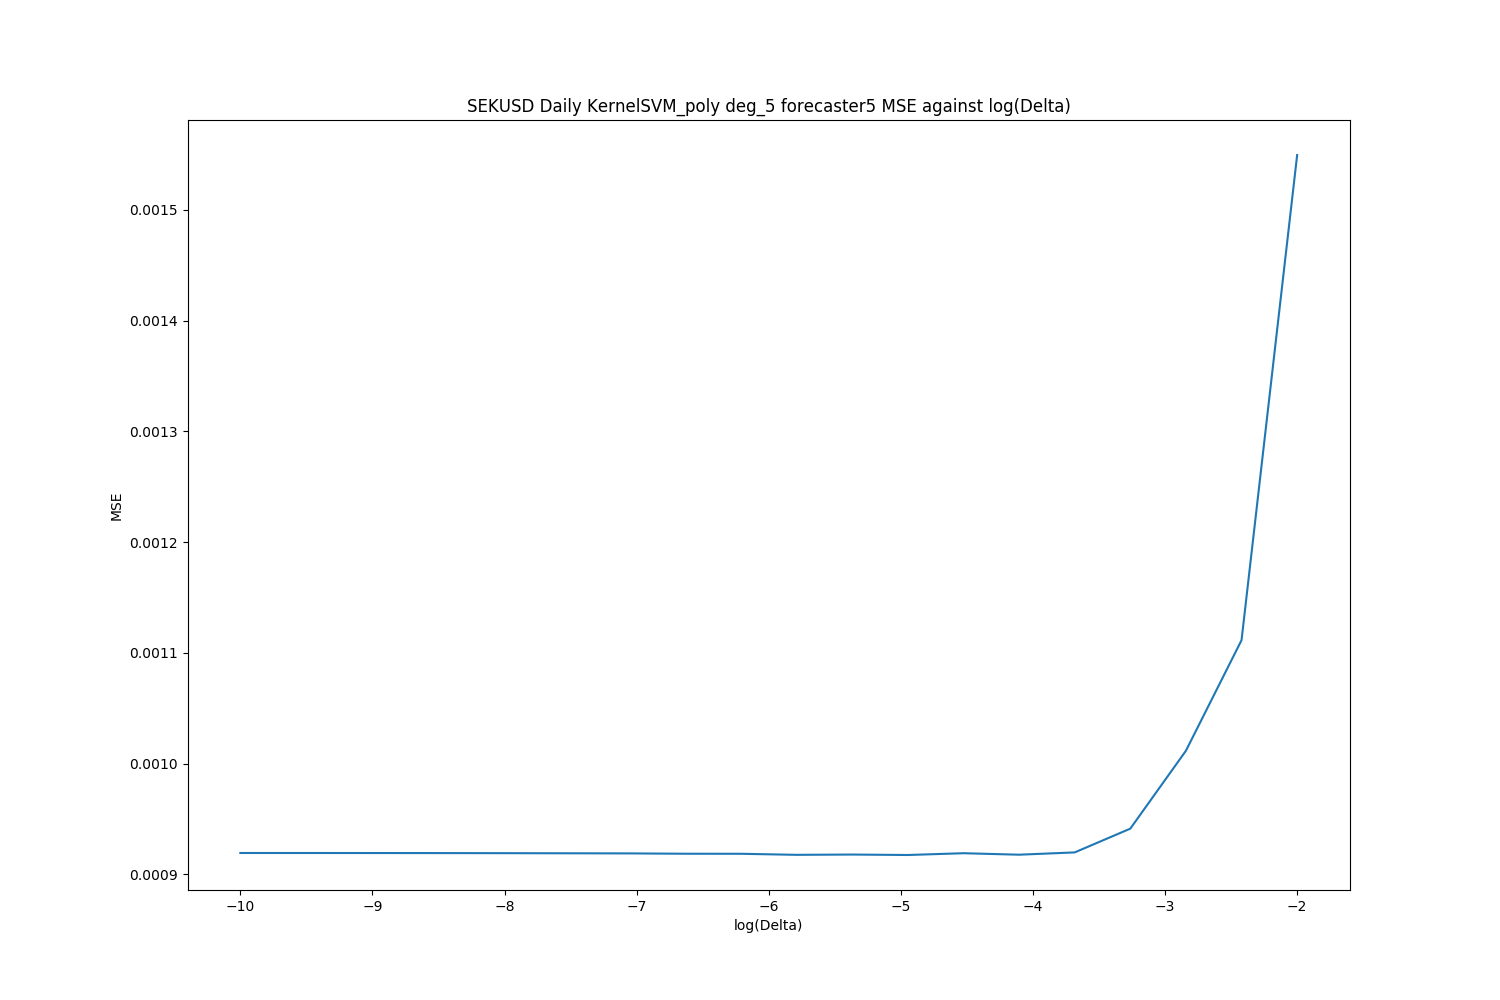 SEKUSD Daily KernelSVM_poly deg_5 forecaster5 MSE against log(Delta)
0.0015
0.0014
0.0013
0.0012
0.0011
0.0010
0.0009
MSE
−10 −9 −8 −7 −6 −5 −4 −3 −2
log(Delta)